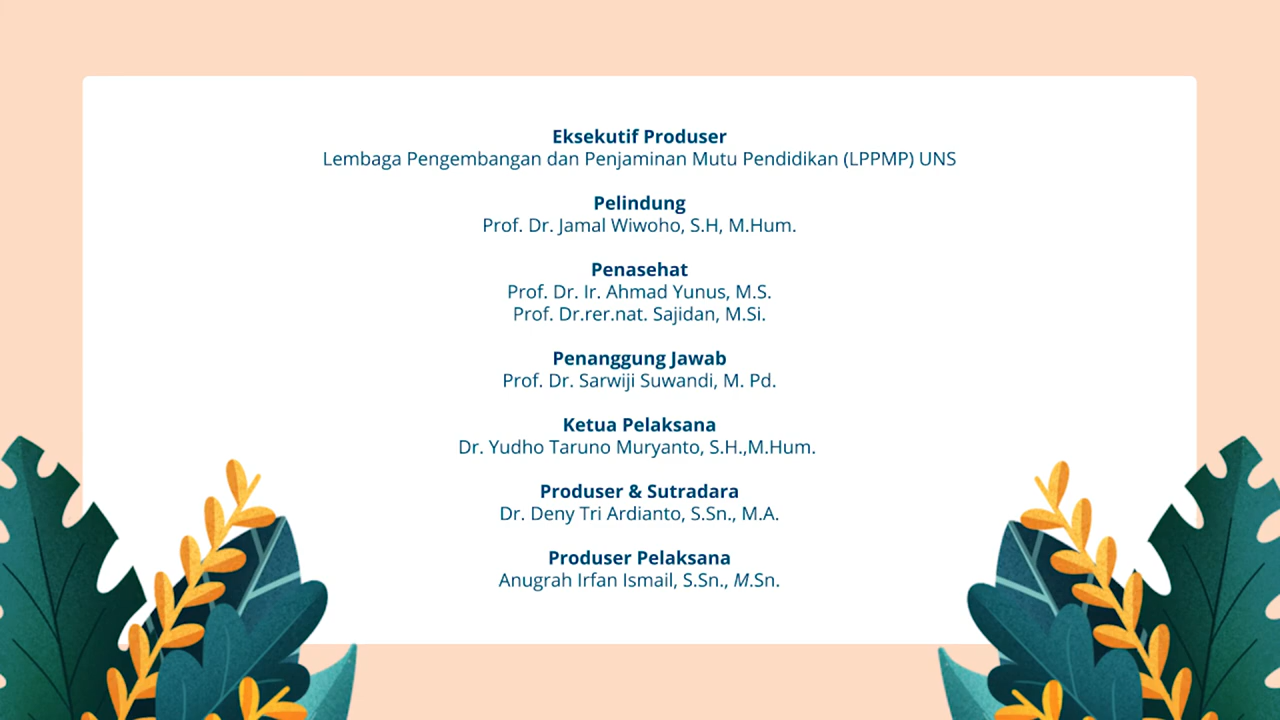 Eksekutif Produser
Lembaga Pengembangan dan Penjaminan Mutu Pendidikan (LPPMP) UNS
Pelindung
Prof. Dr. Jamal Wiwoho, S.H, M.Hum.
Penasehat
Prof. Dr. Ir. Ahmad Yunus, M.S.
Prof. Dr.rer.nat. Sajidan, M.Si.
Penanggung Jawab
Prof. Dr. Sarwiji Suwandi, M. Pd.
Ketua Pelaksana
Dr. Yudho Taruno Muryanto, S.H.,M.Hum.
Produser & Sutradara
Dr. Deny Tri Ardianto, S.Sn., M.A.
Produser Pelaksana
Anugrah Irfan Ismail, S.Sn., M.Sn.